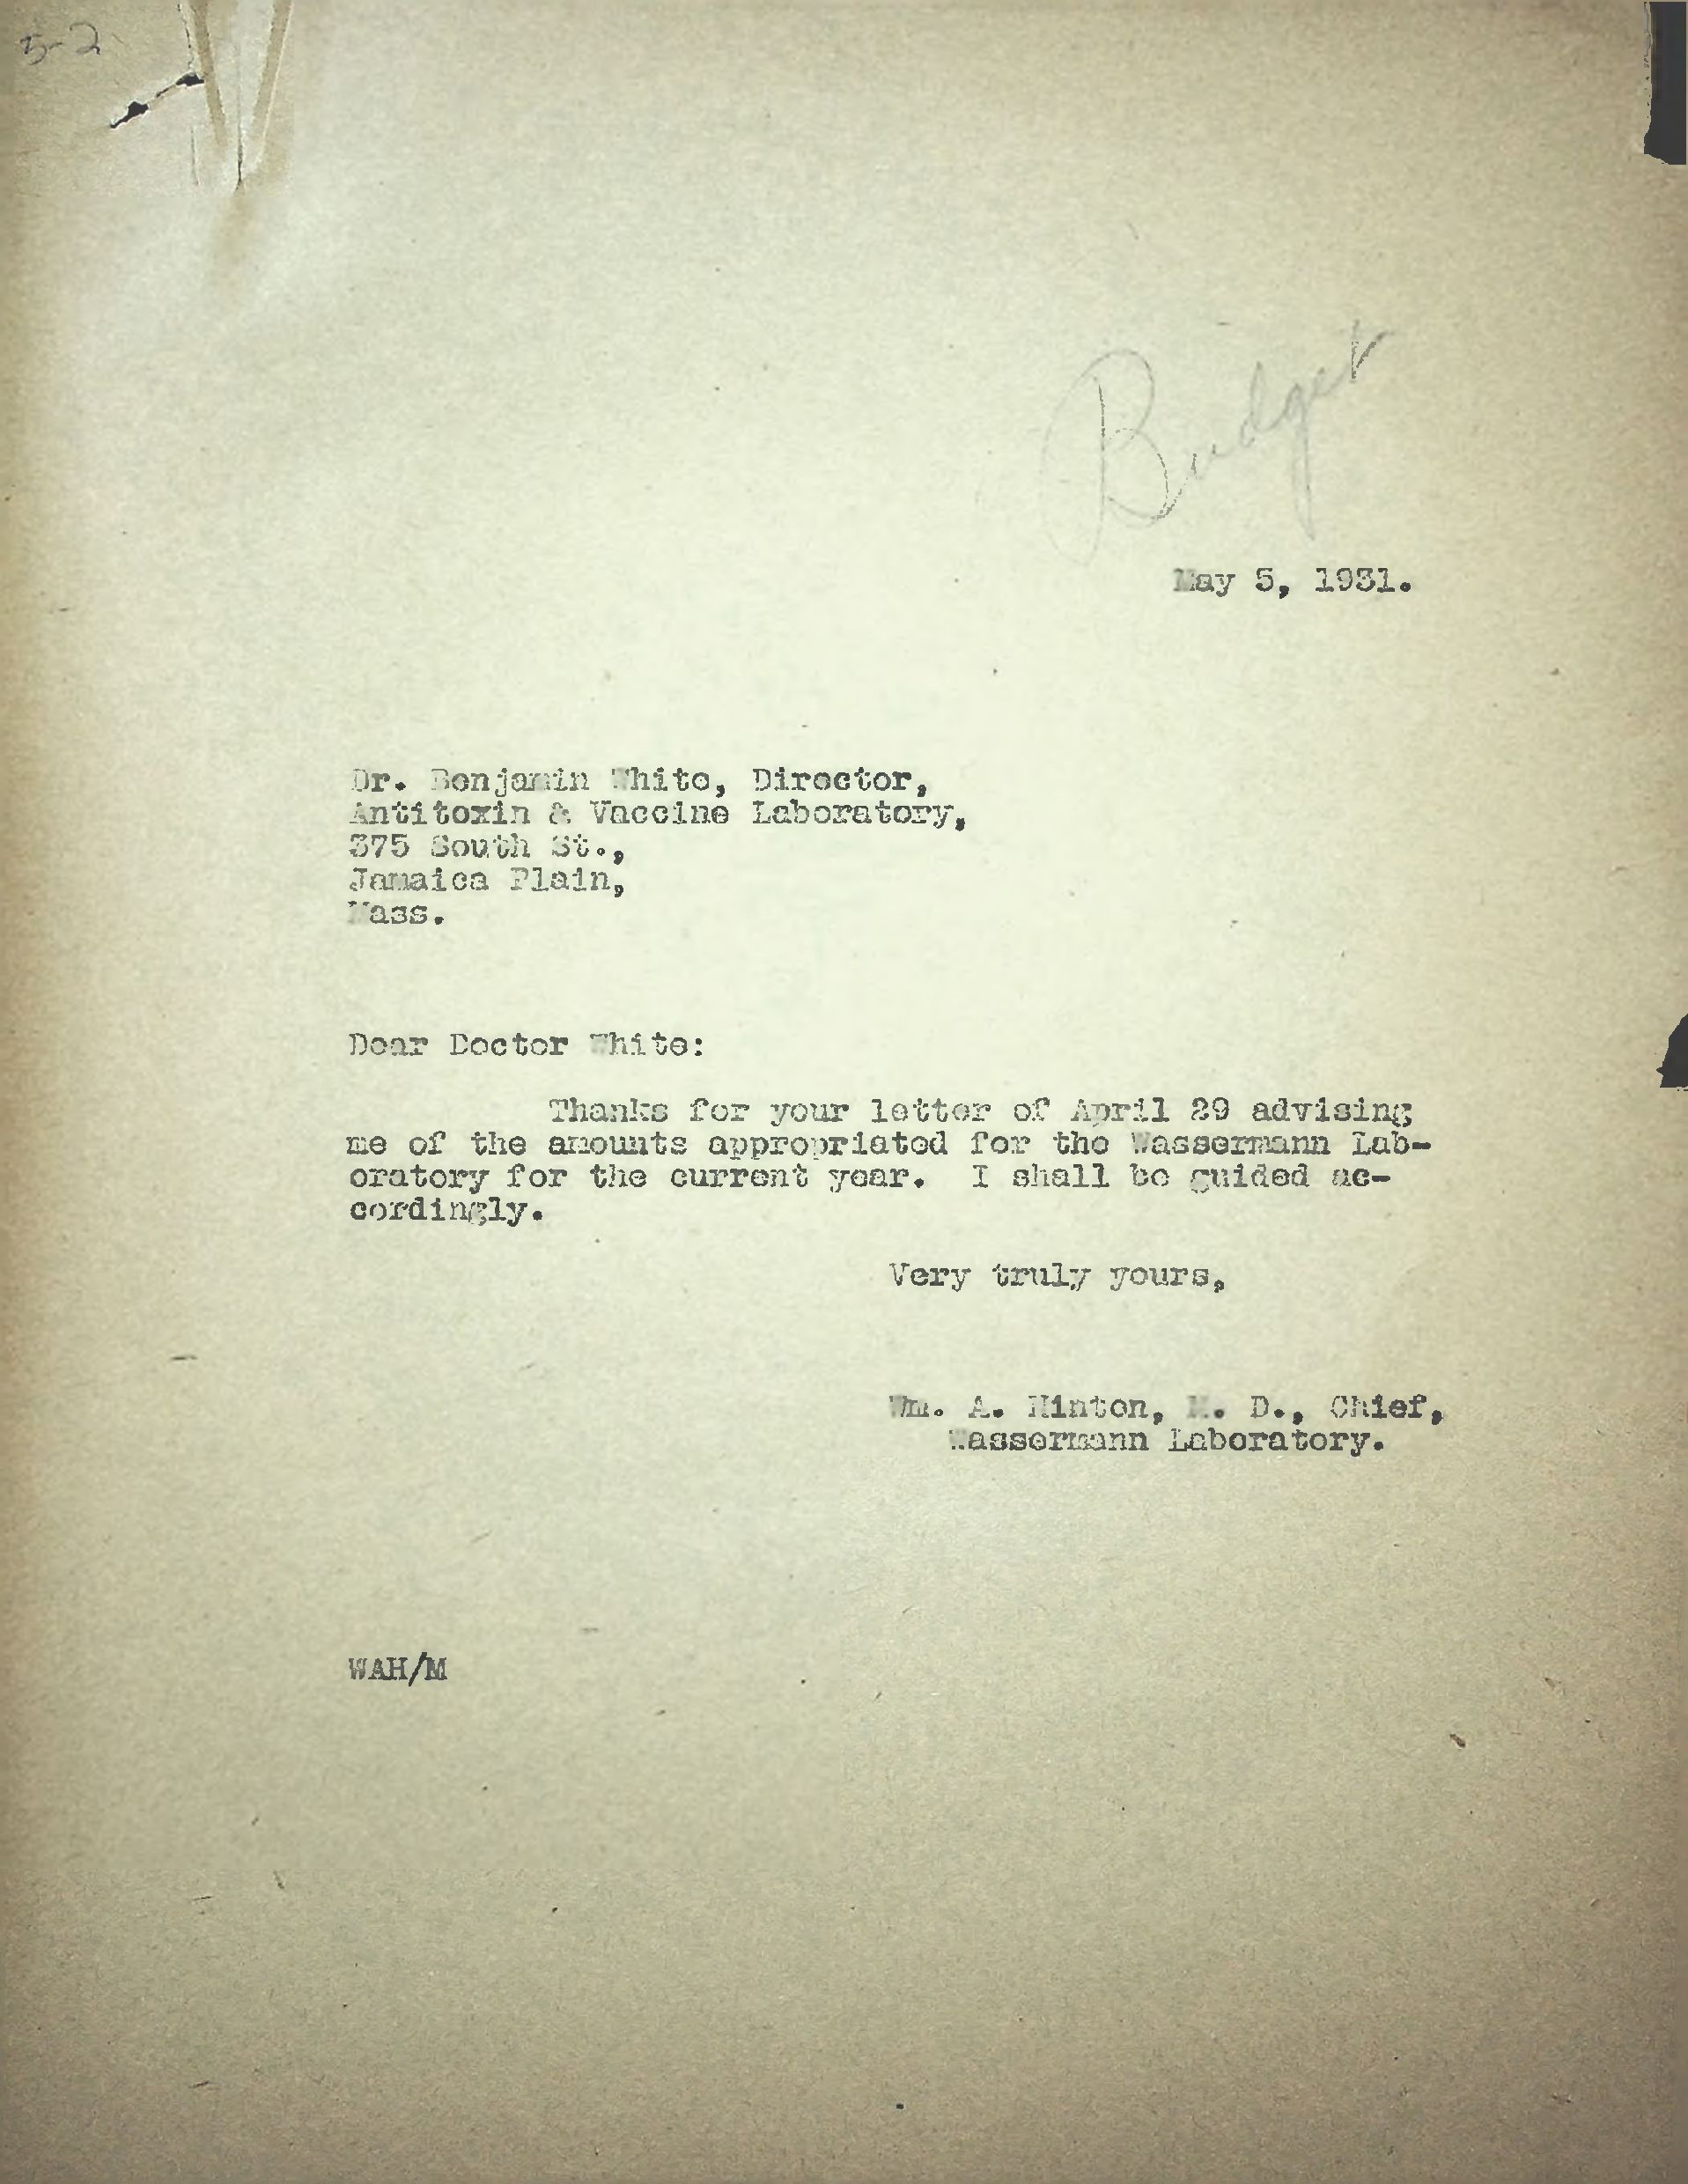 5-2
Budget
May 5, 1931.
Dr. Benjamin White, Director,
Antitoxin & Vaccine Laboratory,
375 South St.,
Jamaica Plain,
Mass.
Dear Doctor White:
Thanks for your letter of April 29 advising
me of the amounts appropriated for the Wassermann Lab-
oratory for the current year.  I shall be guided ac-
cordingly.
Very truly yours,
Wm. A. Hinton, M. D., Chief,
Wassermann Laboratory.
WAH/M